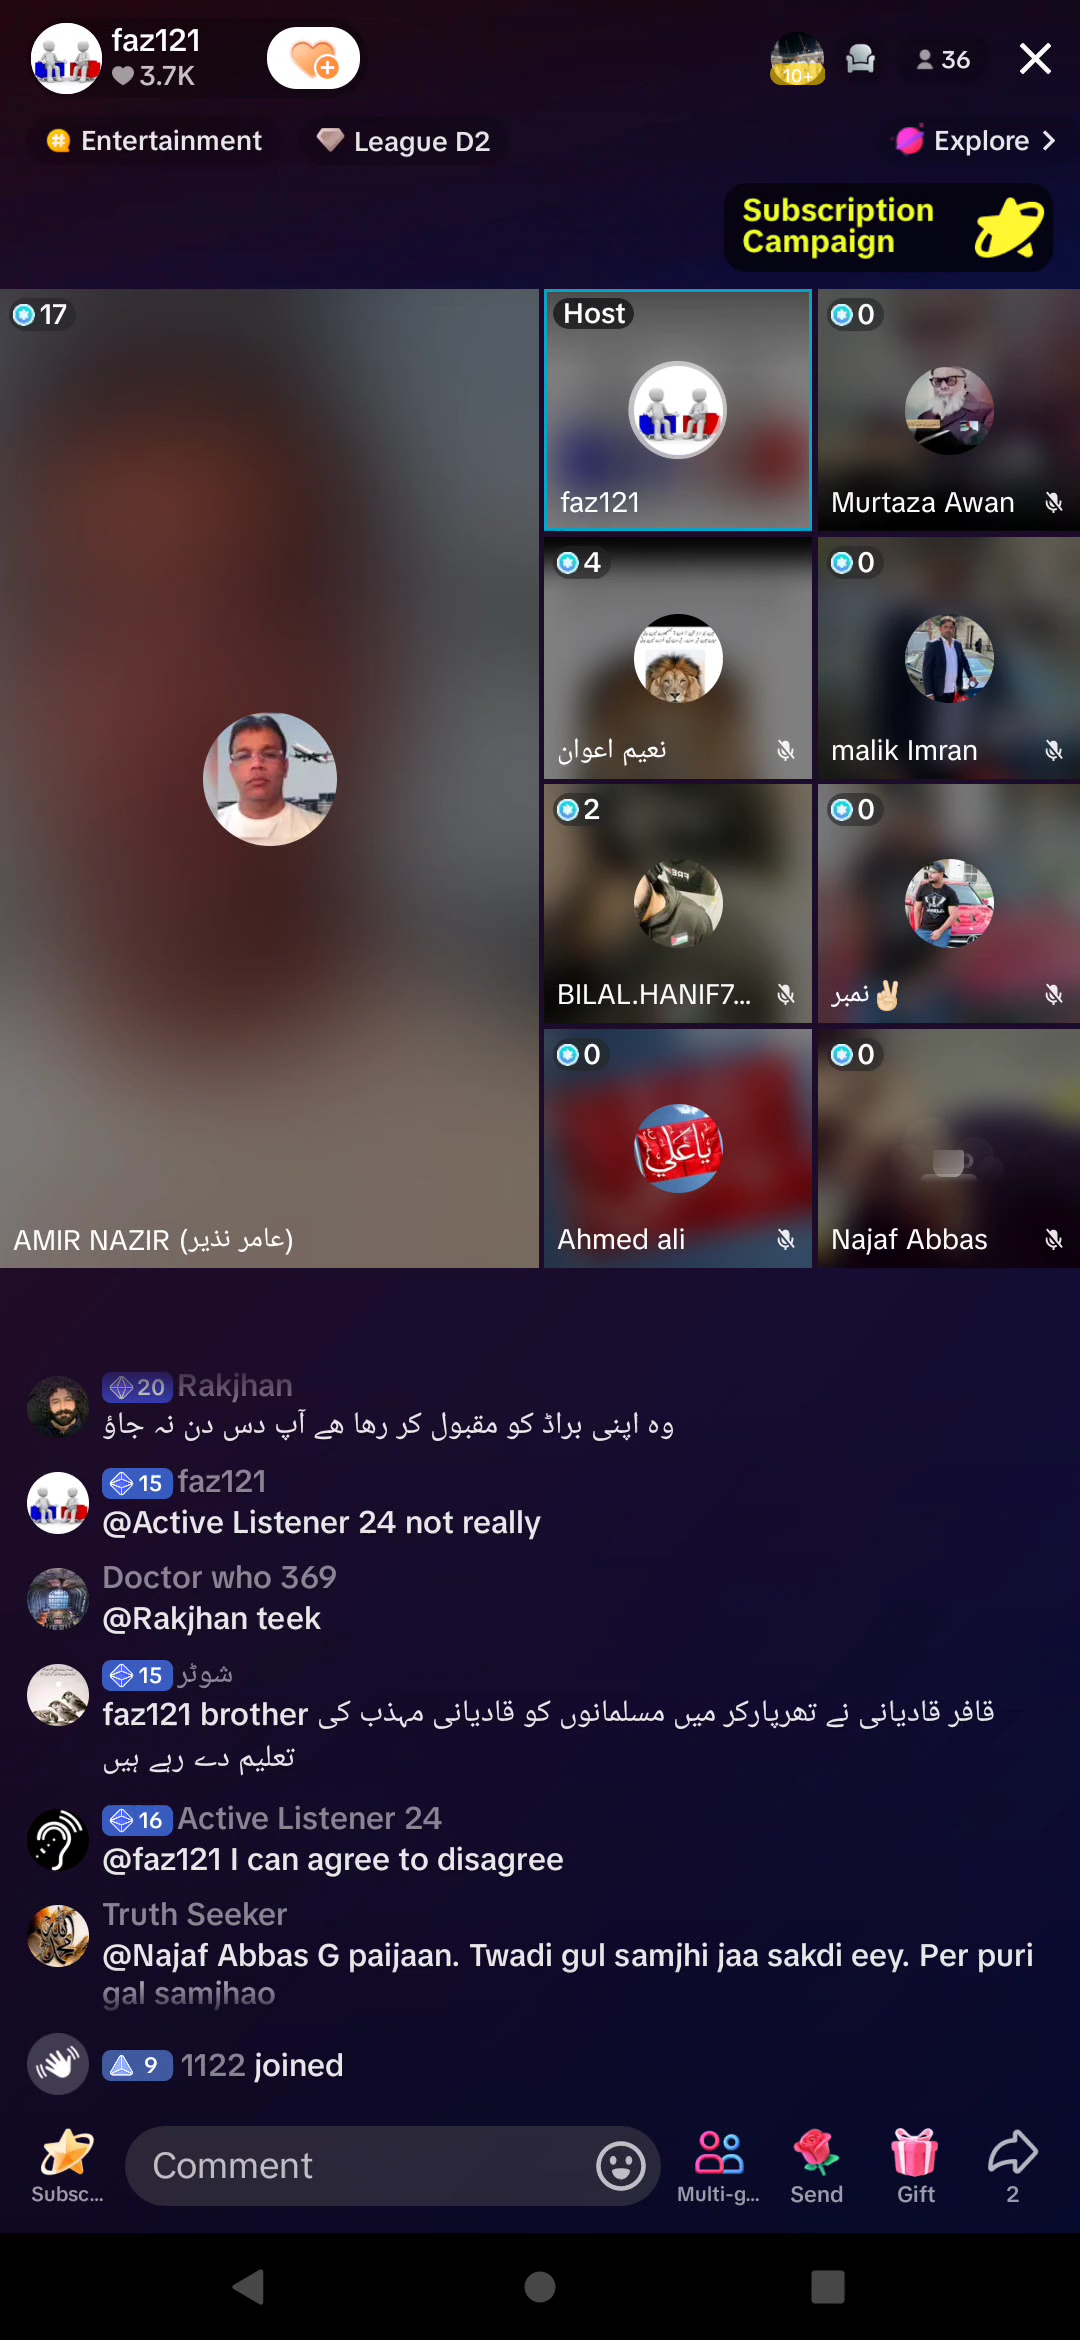 faz121
3.7K
10+
36
Entertainment
League D2
Explore
Subscription
Campaign
17
Host
faz121
0
Murtaza Awan
4
نعیم اعوان
0
malik Imran
2
BILAL.HANIF7...
0
نمبر✌🏻
AMIR NAZIR (عامر نذیر)
0
یا علي
Ahmed ali
0
Najaf Abbas
20 Rakjhan
وہ اپنی براڈ کو مقبول کر رھا ھے آپ دس دن نہ جاؤ
15 faz121
@Active Listener 24 not really
Doctor who 369
@Rakjhan teek
15 شوٹر
faz121 brother قافر قادیانی نے تھرپارکر میں مسلمانوں کو قادیانی مہذب کی
تعلیم دے رہے ہیں
16 Active Listener 24
@faz121 I can agree to disagree
Truth Seeker
@Najaf Abbas G paijaan. Twadi gul samjhi jaa sakdi eey. Per puri
gal samjhao
9 1122 joined
Comment
Subsc...
Multi-g...
Send
Gift
2